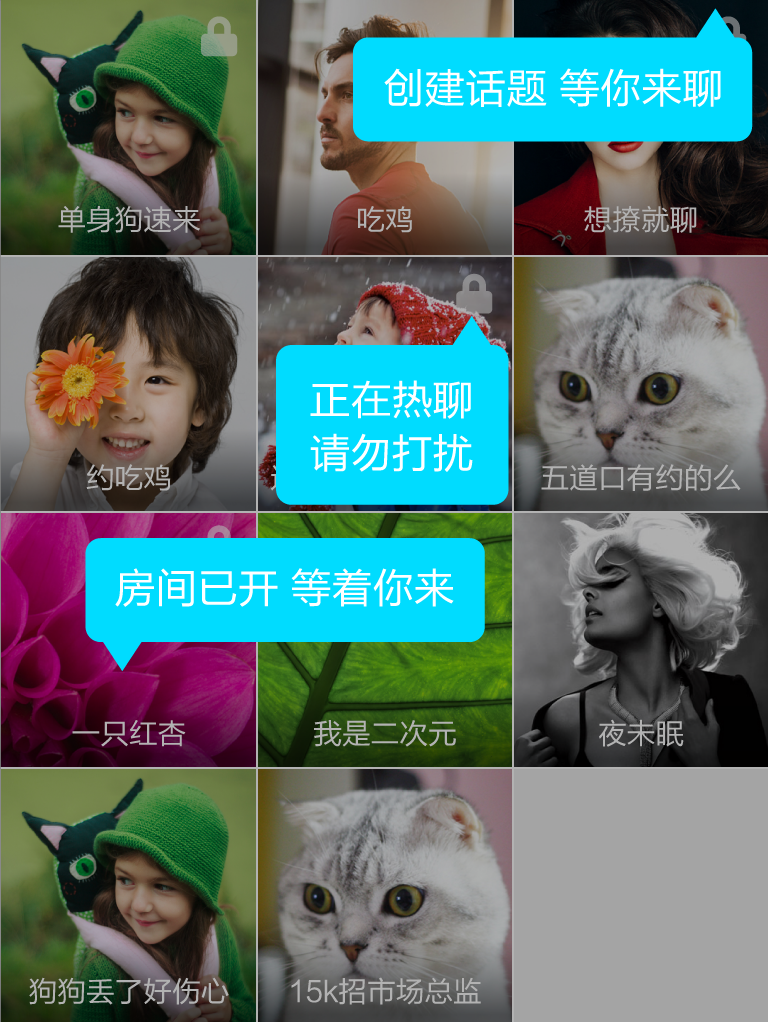 创建话题 等你来聊
单身狗速来
吃鸡
想撩就聊
正在热聊
请勿打扰
约吃鸡
五道口有约的么
房间已开 等着你来
一只红杏
我是二次元
夜未眠
狗狗丢了好伤心
15k招市场总监